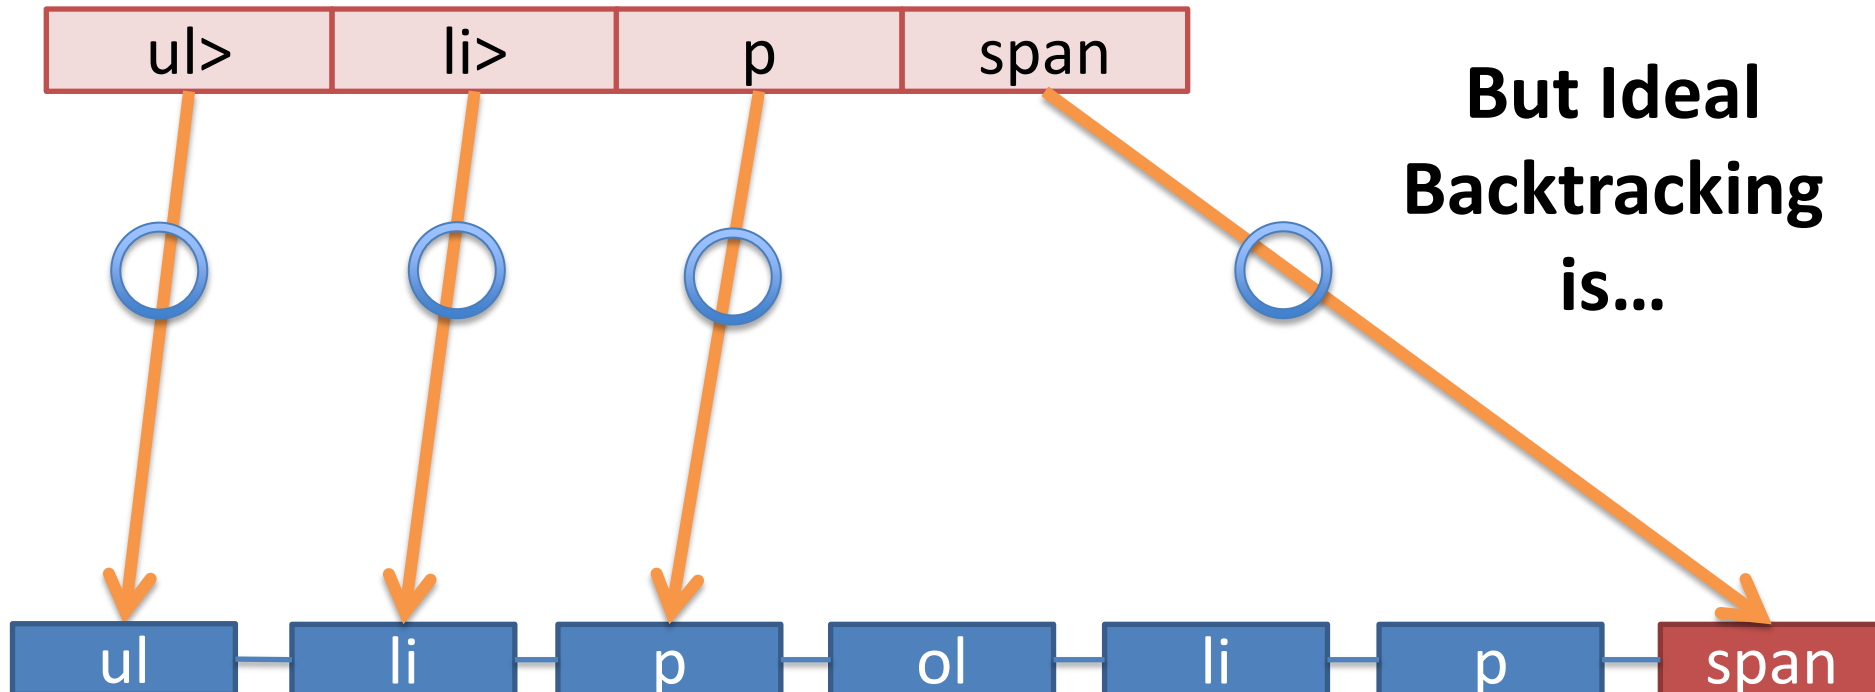 ul> li> p span
But Ideal
Backtracking
is...
ul li p ol li p span